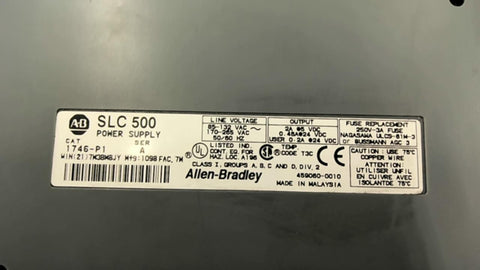 A·B
SLC 500
POWER SUPPLY
CAT SER
1746-P1 A
LINE VOLTAGE
85-132 VAC
170-265 VAC
50/60 HZ
OUTPUT
2A @5 VDC
0.46A@24 VDC
USER 0.2A @24 VDC
FUSE REPLACEMENT
250V-3A FUSE
NAGASAWA ULCS-61M-3
or BUSSMANN AGC 3
UL
LISTED IND.
CONT. EQ. FOR
HAZ. LOC. A196
SA
TEMP
CODE T3C
CLASS I, GROUPS A, B, C AND D, DIV. 2
Allen-Bradley
459060-0010
MADE IN MALAYSIA
CAUTION: USE 75°C
COPPER WIRE
ATTENTION:
UTILISER UNFIL
EN CUIVRE AVEC
ISOLANTDE 75°C